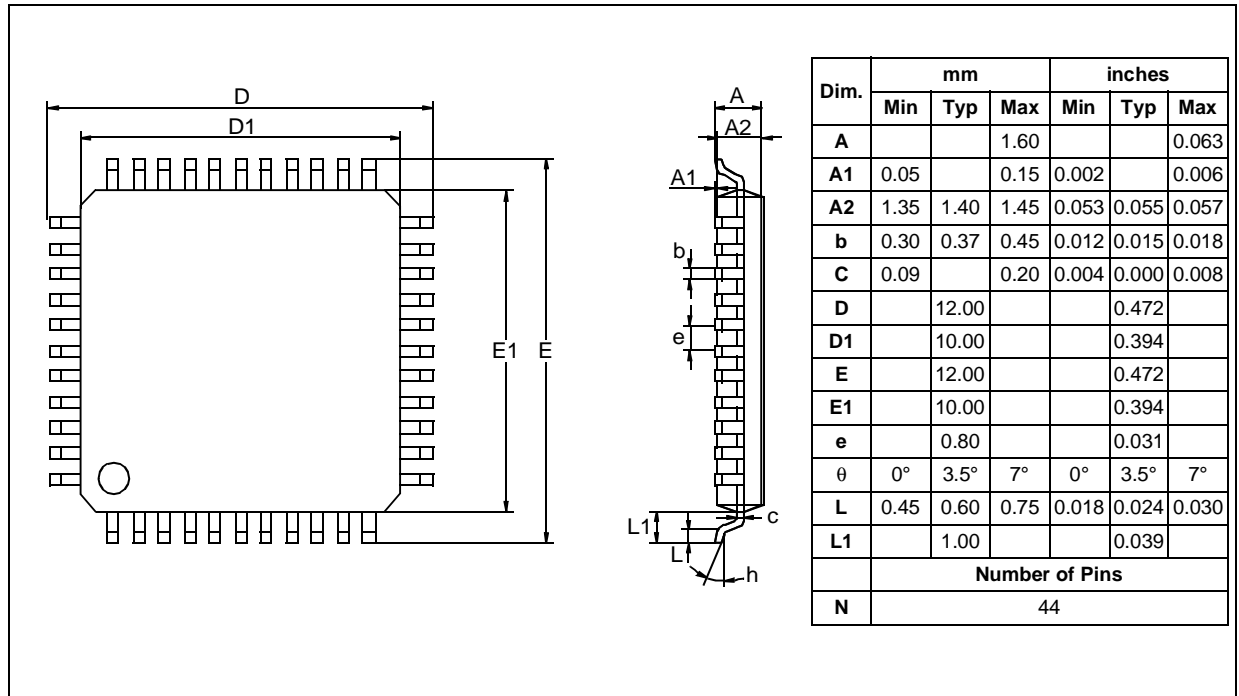 D
D1
E1 E
A
A2
A1
b
e
L1
L
c
h
Dim. mm inches
Min Typ Max Min Typ Max
A 1.60 0.063
A1 0.05 0.15 0.002 0.006
A2 1.35 1.40 1.45 0.053 0.055 0.057
b 0.30 0.37 0.45 0.012 0.015 0.018
C 0.09 0.20 0.004 0.000 0.008
D 12.00 0.472
D1 10.00 0.394
E 12.00 0.472
E1 10.00 0.394
e 0.80 0.031
θ 0° 3.5° 7° 0° 3.5° 7°
L 0.45 0.60 0.75 0.018 0.024 0.030
L1 1.00 0.039
Number of Pins
N 44